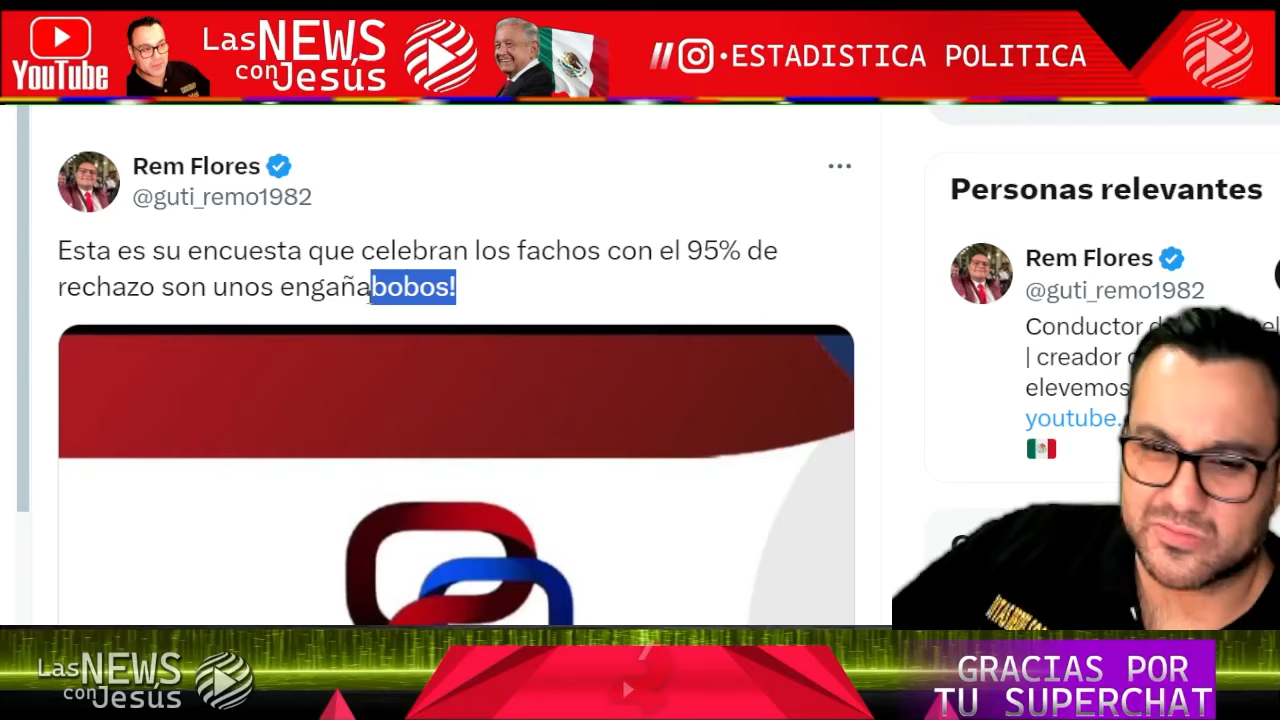 YouTube
Las NEWS
con Jesús
ESTADISTICA POLITICA
Rem Flores
@guti_remo1982
Esta es su encuesta que celebran los fachos con el 95% de
rechazo son unos engañabobos!
Personas relevantes
Rem Flores
@guti_remo1982
Conductor
| creador
elevemos
youtube.
Las NEWS
con Jesús
GRACIAS POR
TU SUPERCHAT